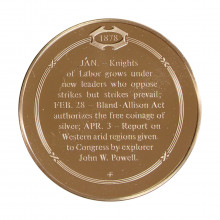 1878
JAN. – Knights
of Labor grows under
new leaders who oppose
strikes but strikes prevail;
FEB. 28 – Bland-Allison Act
authorizes the free coinage of
silver; APR. 3 – Report on
Western arid regions given
to Congress by explorer
John W. Powell.